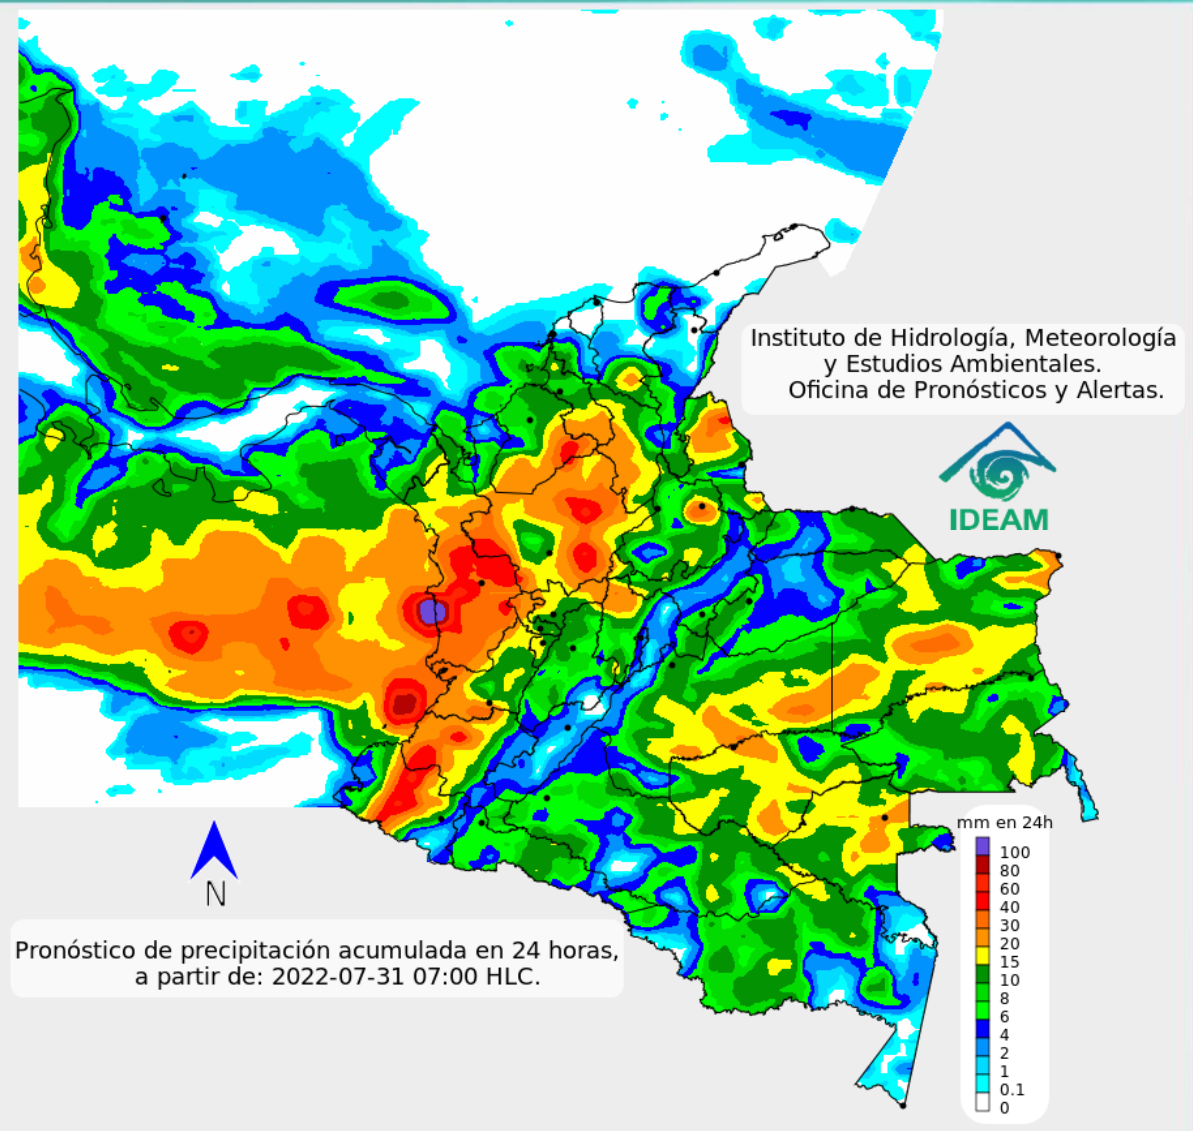 Instituto de Hidrología, Meteorología
y Estudios Ambientales.
Oficina de Pronósticos y Alertas.
IDEAM
mm en 24h
100
80
60
40
30
20
15
10
8
6
4
2
1
0.1
0
N
Pronóstico de precipitación acumulada en 24 horas,
a partir de: 2022-07-31 07:00 HLC.